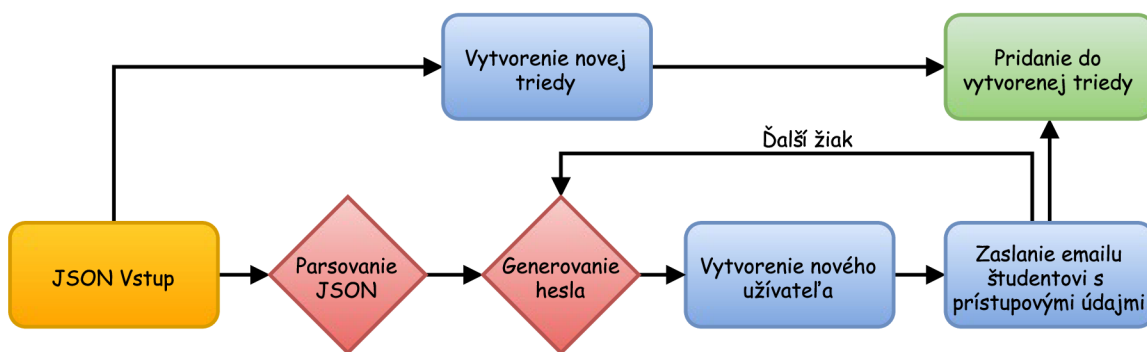 Vytvorenie novej
triedy
Pridanie do
vytvorenej triedy
Ďalší žiak
JSON Vstup
Parsovanie
JSON
Generovanie
hesla
Vytvorenie nového
užívateľa
Zaslanie emailu
študentovi s
prístupovými údajmi